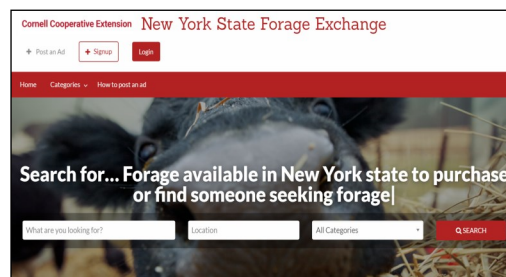 Cornell Cooperative Extension New York State Forage Exchange
+ Post an Ad + Signup Login
Home Categories How to post an ad
Search for... Forage available in New York state to purchase
or find someone seeking forage|
What are you looking for? Location All Categories SEARCH